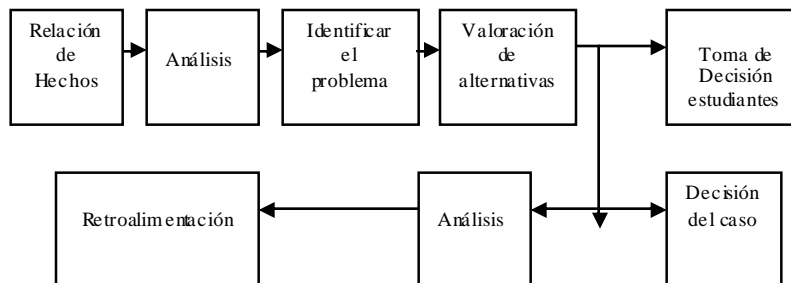 Relación
de
Hechos
Análisis
Identificar
el
problema
Valoración
de
alternativas
Toma de
Decisión
estudiantes
Retroalimentación
Análisis
Decisión
del caso